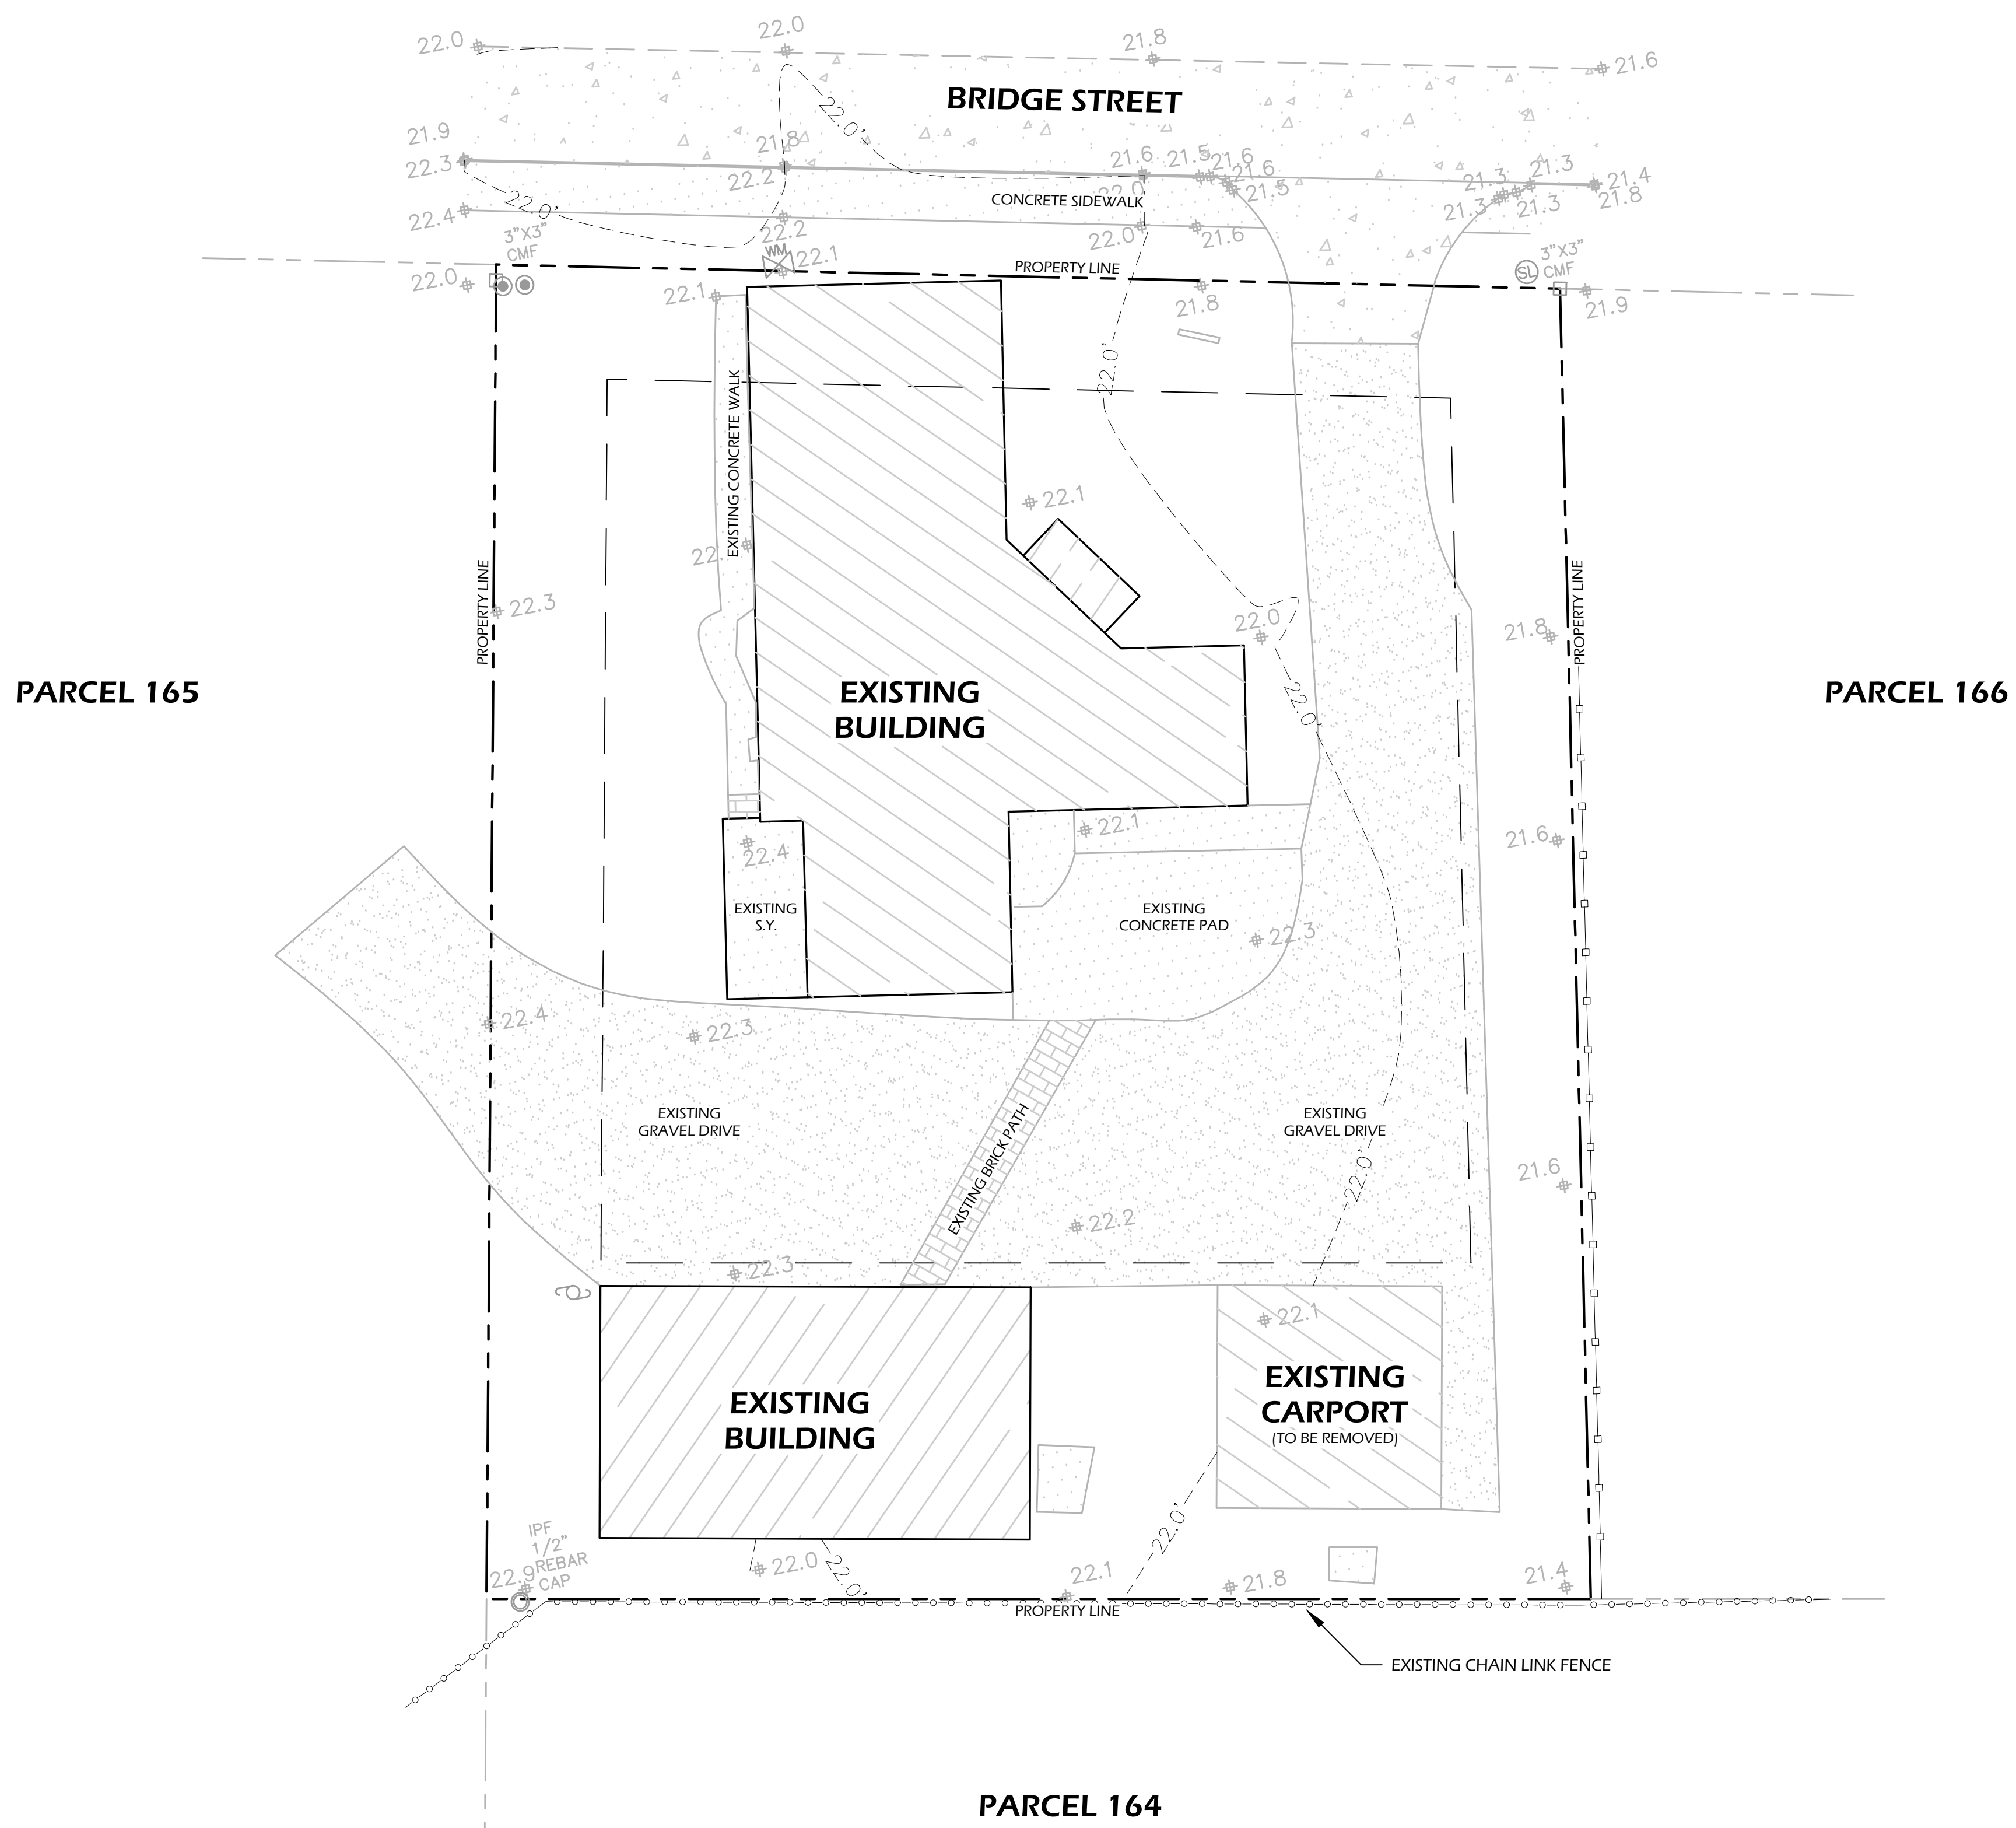 22.0
22.0
21.8
21.6
BRIDGE STREET
22.0'
21.9
22.3
21.8
22.2
21.6
21.5
21.6
21.6
21.5
22.0
21.3
21.3
21.4
21.8
21.3
21.3
CONCRETE SIDEWALK
22.4
22.0'
22.2
22.0
21.6
3"X3"
CMF
WM
22.1
PROPERTY LINE
SL
3"X3"
CMF
22.0
22.1
21.8
21.9
22.0'
EXISTING CONCRETE WALK
22.1
22.
PROPERTY LINE
22.3
22.0
21.8
PROPERTY LINE
PARCEL 165
EXISTING
BUILDING
22.0'
PARCEL 166
22.1
21.6
22.4
EXISTING
S.Y.
EXISTING
CONCRETE PAD
22.3
22.4
22.3
EXISTING
GRAVEL DRIVE
EXISTING BRICK PATH
EXISTING
GRAVEL DRIVE
22.0'
21.6
22.2
22.3
22.1
EXISTING
BUILDING
EXISTING
CARPORT
(TO BE REMOVED)
22.0'
IPF
1/2"
REBAR
CAP
22.9
22.0
22.0'
22.1
21.8
21.4
PROPERTY LINE
EXISTING CHAIN LINK FENCE
PARCEL 164